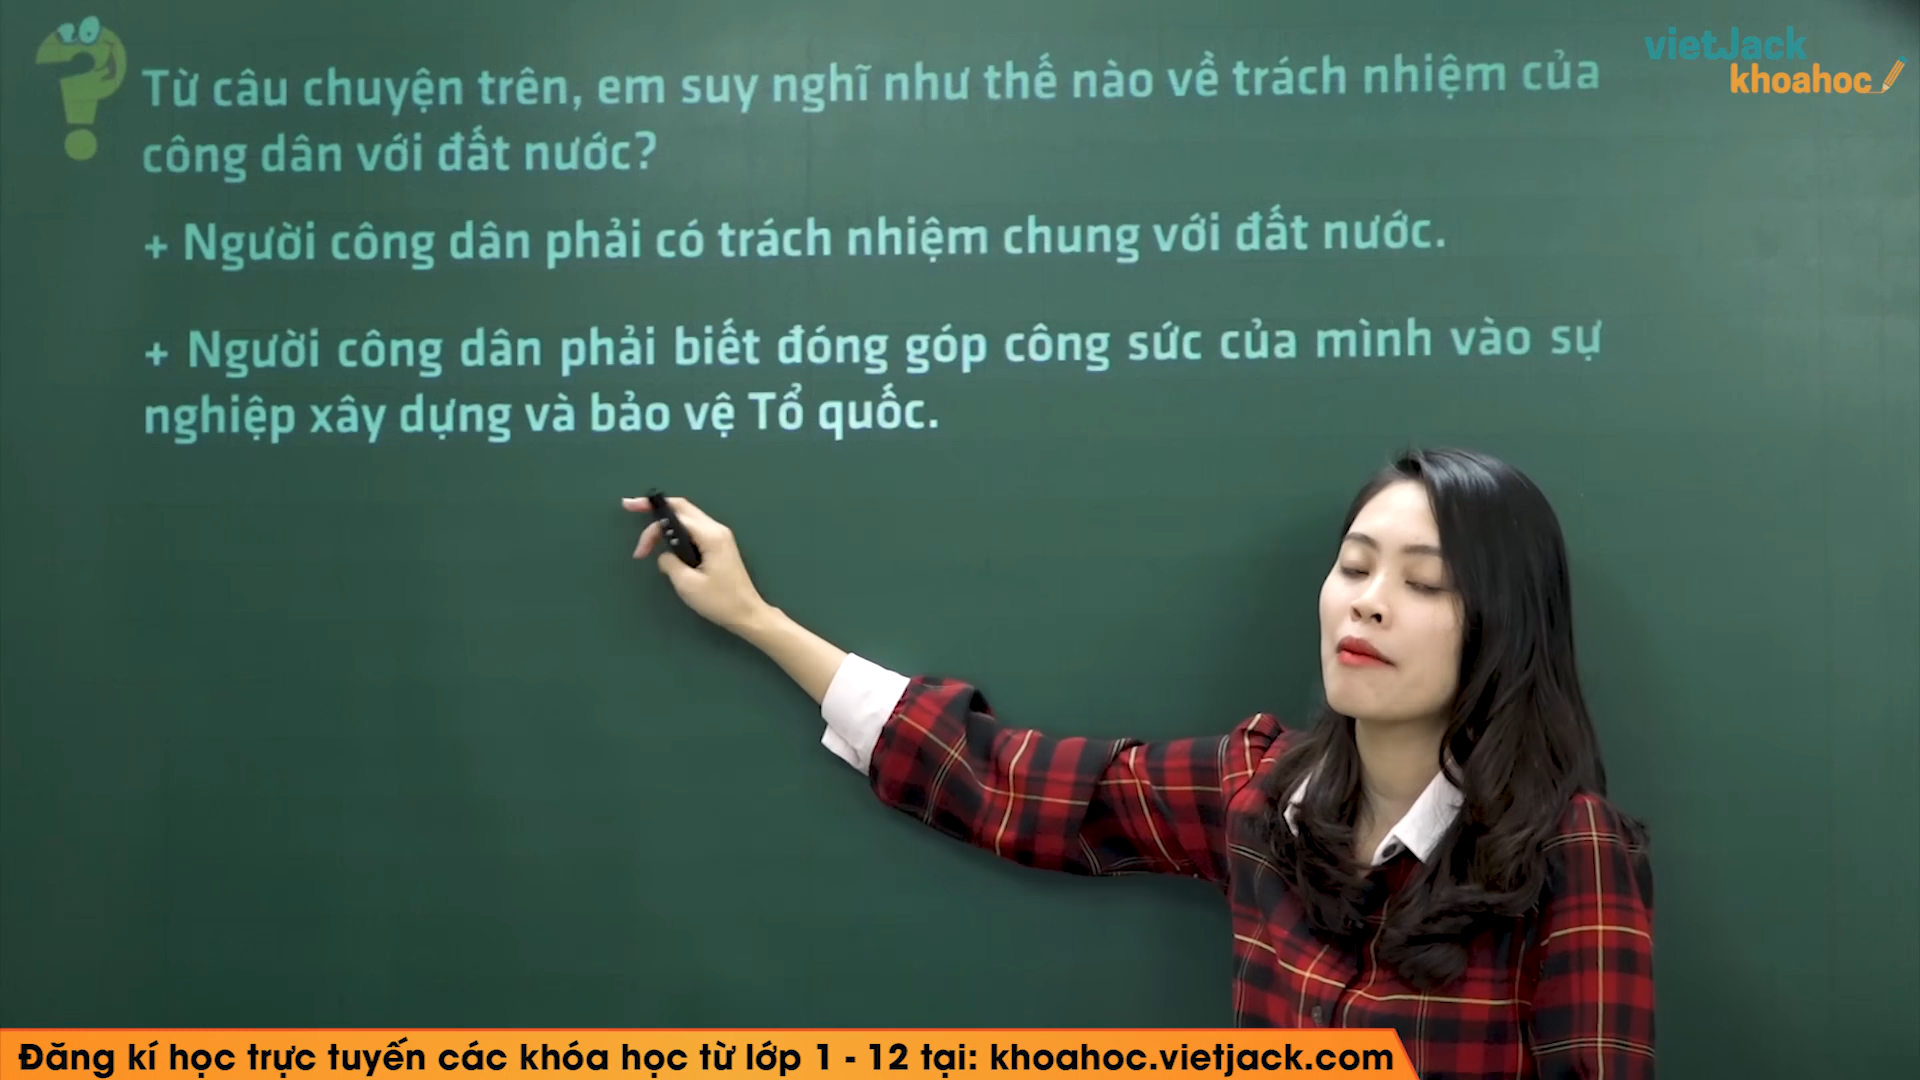 vietJack
khoahoc
Từ câu chuyện trên, em suy nghĩ như thế nào về trách nhiệm của
công dân với đất nước?
+ Người công dân phải có trách nhiệm chung với đất nước.
+ Người công dân phải biết đóng góp công sức của mình vào sự
nghiệp xây dựng và bảo vệ Tổ quốc.
Đăng kí học trực tuyến các khóa học từ lớp 1 - 12 tại: khoahoc.vietjack.com